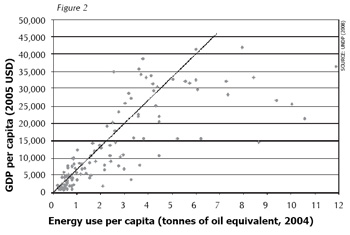 Figure 2
SOURCE: UNDP (2008)
GDP per capita (2005 USD)
50,000
45,000
40,000
35,000
30,000
25,000
20,000
15,000
10,000
5,000
0
0 1 2 3 4 5 6 7 8 9 10 11 12
Energy use per capita (tonnes of oil equivalent, 2004)